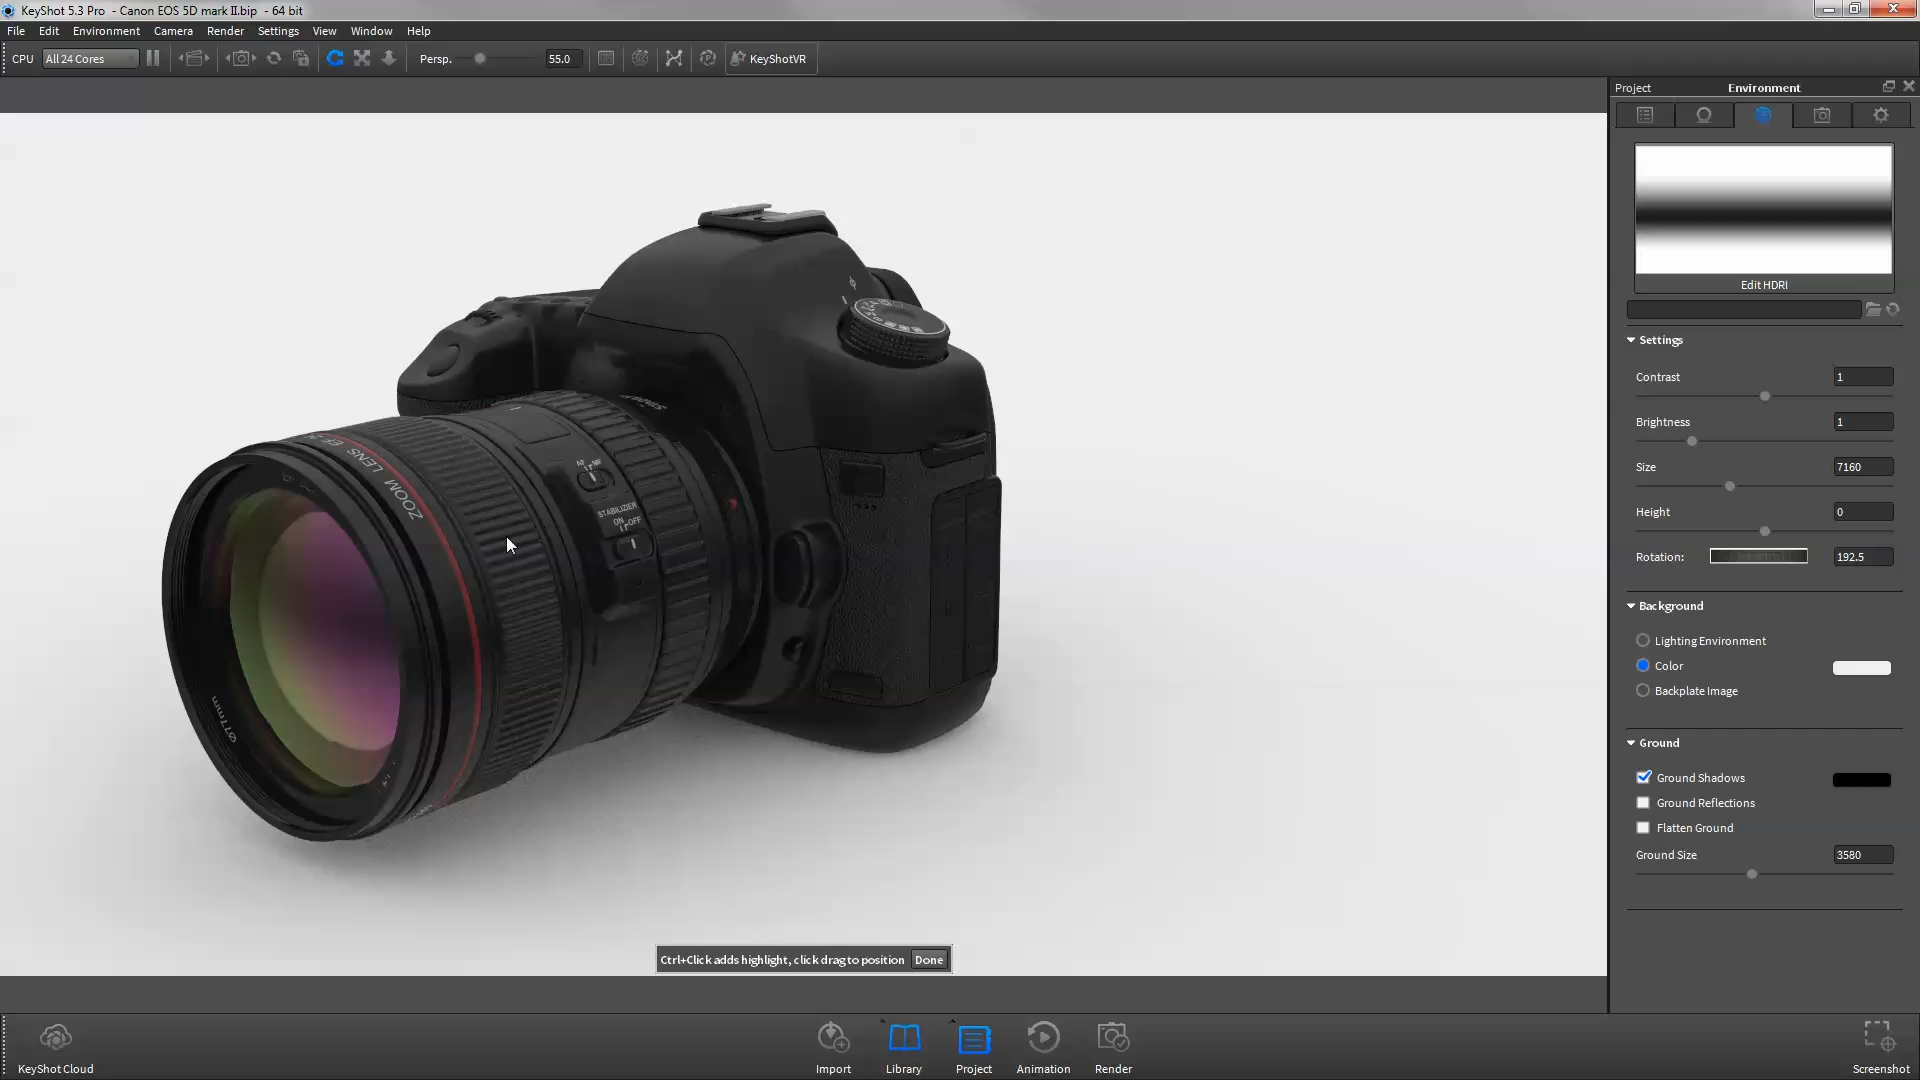 KeyShot 5.3 Pro - Canon EOS 5D mark II.bip - 64 bit
File Edit Environment Camera Render Settings View Window Help
CPU All 24 Cores Persp. 55.0 KeyShotVR
Project Environment
Edit HDRI
Settings
Contrast 1
Brightness 1
Size 7160
Height 0
Rotation: 192.5
Background
Lighting Environment
Color
Backplate Image
Ground
Ground Shadows
Ground Reflections
Flatten Ground
Ground Size 3580
ZOOM LENS EF
AF MF
STABILIZER
ON OFF
Ø77mm
Ctrl+Click adds highlight, click drag to position Done
KeyShot Cloud Import Library Project Animation Render Screenshot